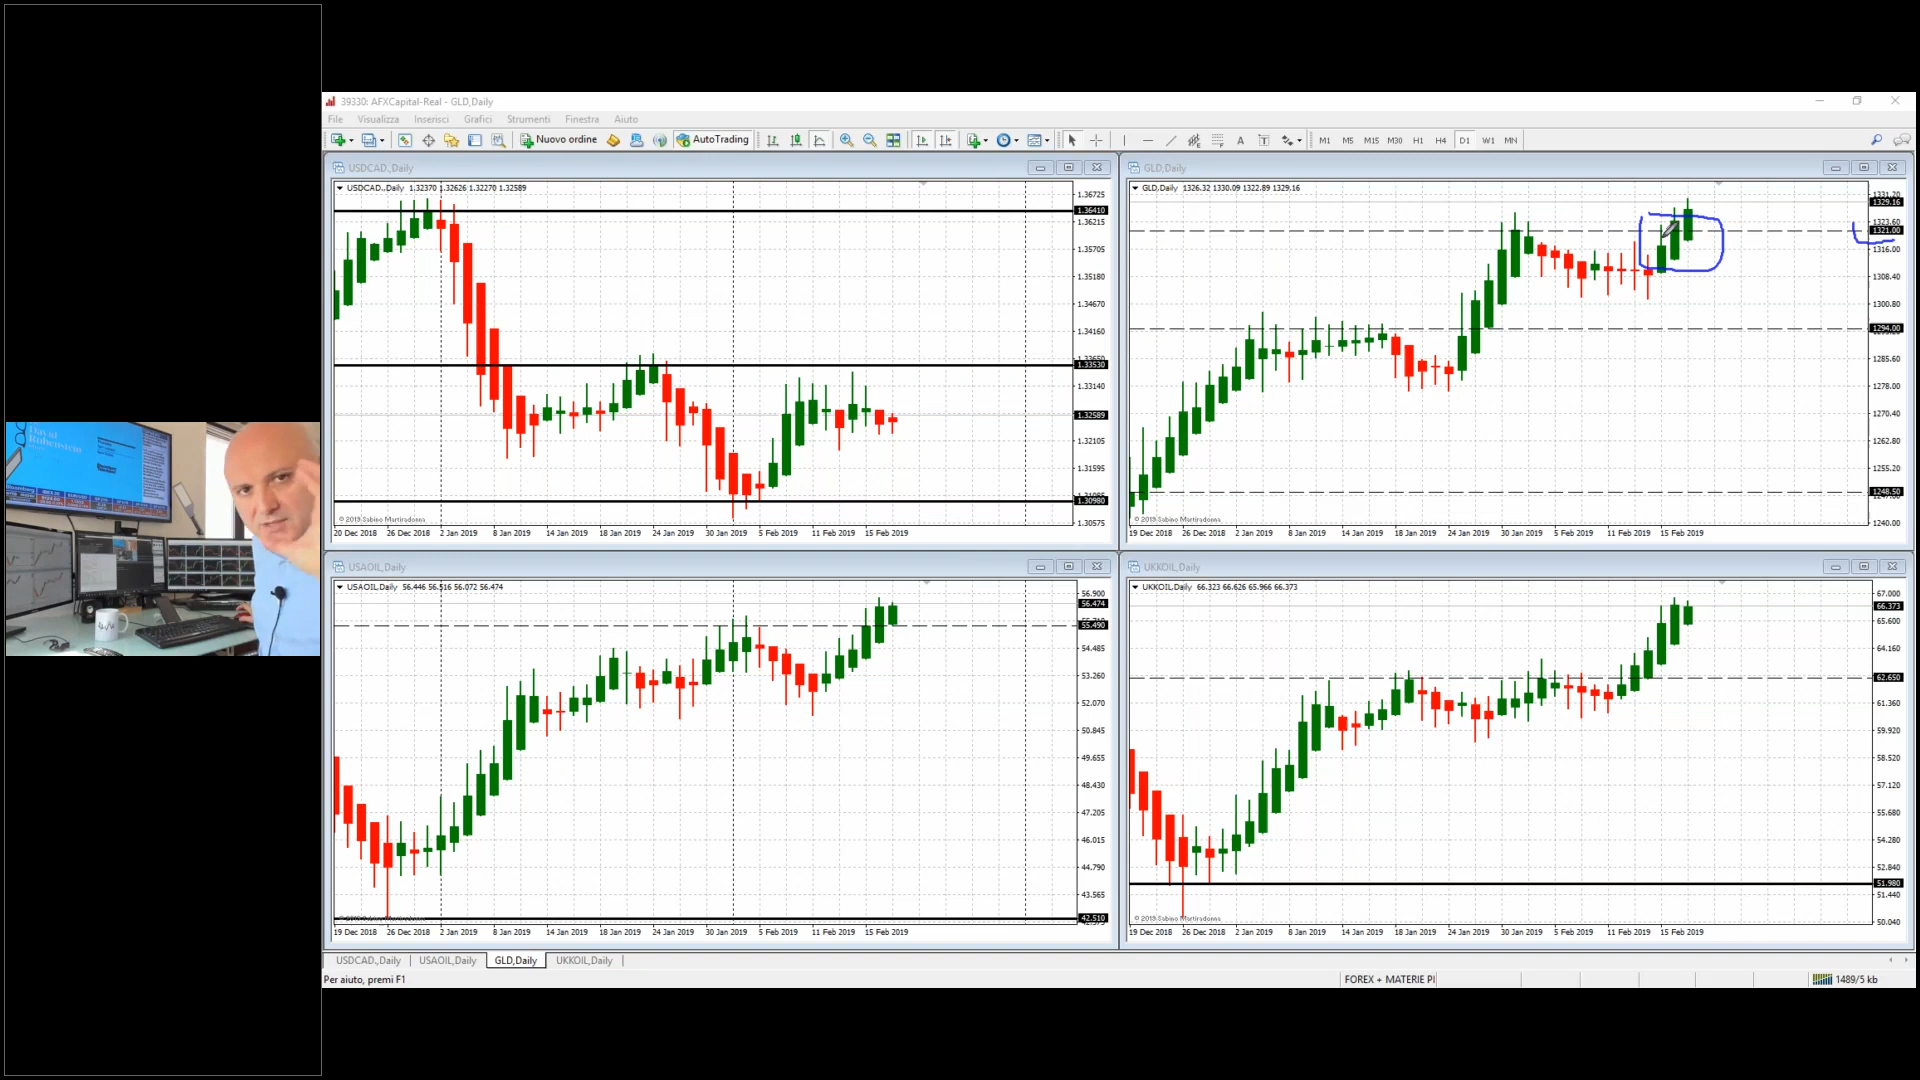 39330: AFXCapital-Real - GLD,Daily
File Visualizza Inserisci Grafici Strumenti Finestra Aiuto
Nuovo ordine AutoTrading A T M1 M5 M15 M30 H1 H4 D1 W1 MN
USDCAD.,Daily
USDCAD.,Daily 1.32370 1.32626 1.32270 1.32589
1.36725
1.36410
1.36215
1.35705
1.35180
1.34670
1.34160
1.33530
1.33140
1.32589
1.32105
1.31595
1.30980
1.30575
© 2019 Sabino Martiradonna
20 Dec 2018 26 Dec 2018 2 Jan 2019 8 Jan 2019 14 Jan 2019 18 Jan 2019 24 Jan 2019 30 Jan 2019 5 Feb 2019 11 Feb 2019 15 Feb 2019
GLD,Daily
GLD,Daily 1326.32 1330.09 1322.89 1329.16
1331.70
1329.16
1323.60
1321.00
1316.00
1308.40
1300.80
1294.00
1285.60
1278.00
1270.40
1262.80
1255.20
1248.50
1240.00
© 2019 Sabino Martiradonna
19 Dec 2018 26 Dec 2018 2 Jan 2019 8 Jan 2019 14 Jan 2019 18 Jan 2019 24 Jan 2019 30 Jan 2019 5 Feb 2019 11 Feb 2019 15 Feb 2019
USAOIL,Daily
USAOIL,Daily 56.446 56.516 56.072 56.474
56.900
56.474
55.490
54.485
53.260
52.070
50.845
49.655
48.430
47.205
46.015
44.790
43.565
42.510
© 2019 Sabino Martiradonna
19 Dec 2018 26 Dec 2018 2 Jan 2019 8 Jan 2019 14 Jan 2019 18 Jan 2019 24 Jan 2019 30 Jan 2019 5 Feb 2019 11 Feb 2019 15 Feb 2019
UKKOIL,Daily
UKKOIL,Daily 66.323 66.626 65.966 66.373
67.000
66.373
65.600
64.160
62.650
61.360
59.920
58.520
57.120
55.680
54.280
52.840
51.980
51.440
50.040
© 2019 Sabino Martiradonna
19 Dec 2018 26 Dec 2018 2 Jan 2019 8 Jan 2019 14 Jan 2019 18 Jan 2019 24 Jan 2019 30 Jan 2019 5 Feb 2019 11 Feb 2019 15 Feb 2019
USDCAD.,Daily USAOIL,Daily GLD,Daily UKKOIL,Daily
Per aiuto, premi F1
FOREX + MATERIE PI
1489/5 kb
David
Rubenstein